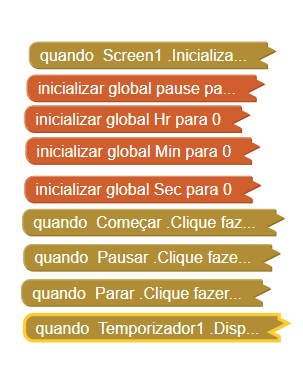 quando Screen1 .Inicializa...
inicializar global pause pa...
inicializar global Hr para 0
inicializar global Min para 0
inicializar global Sec para 0
quando Começar .Clique faz...
quando Pausar .Clique faze...
quando Parar .Clique fazer...
quando Temporizador1 .Disp...